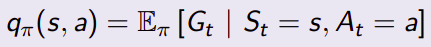 q_π(s, a) = 𝔼_π [G_t | S_t = s, A_t = a]